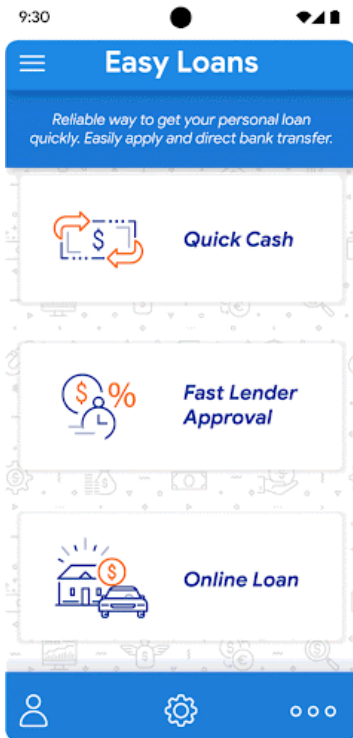 9:30
Easy Loans
Reliable way to get your personal loan
quickly. Easily apply and direct bank transfer.
$
Quick Cash
$ %
Fast Lender
Approval
$
Online Loan